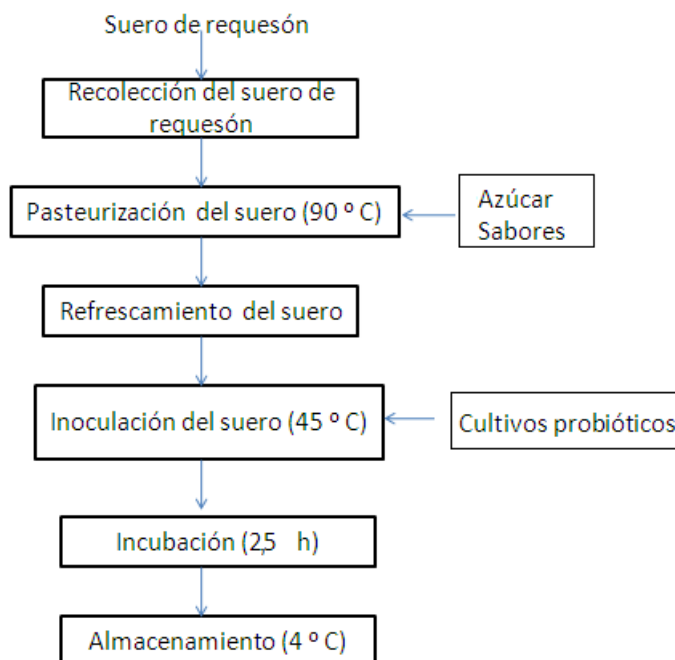 Suero de requesón
Recolección del suero de
requesón
Pasteurización del suero (90 º C)
Azúcar
Sabores
Refrescamiento del suero
Inoculación del suero (45 º C)
Cultivos probióticos
Incubación (2,5 h)
Almacenamiento (4 º C)